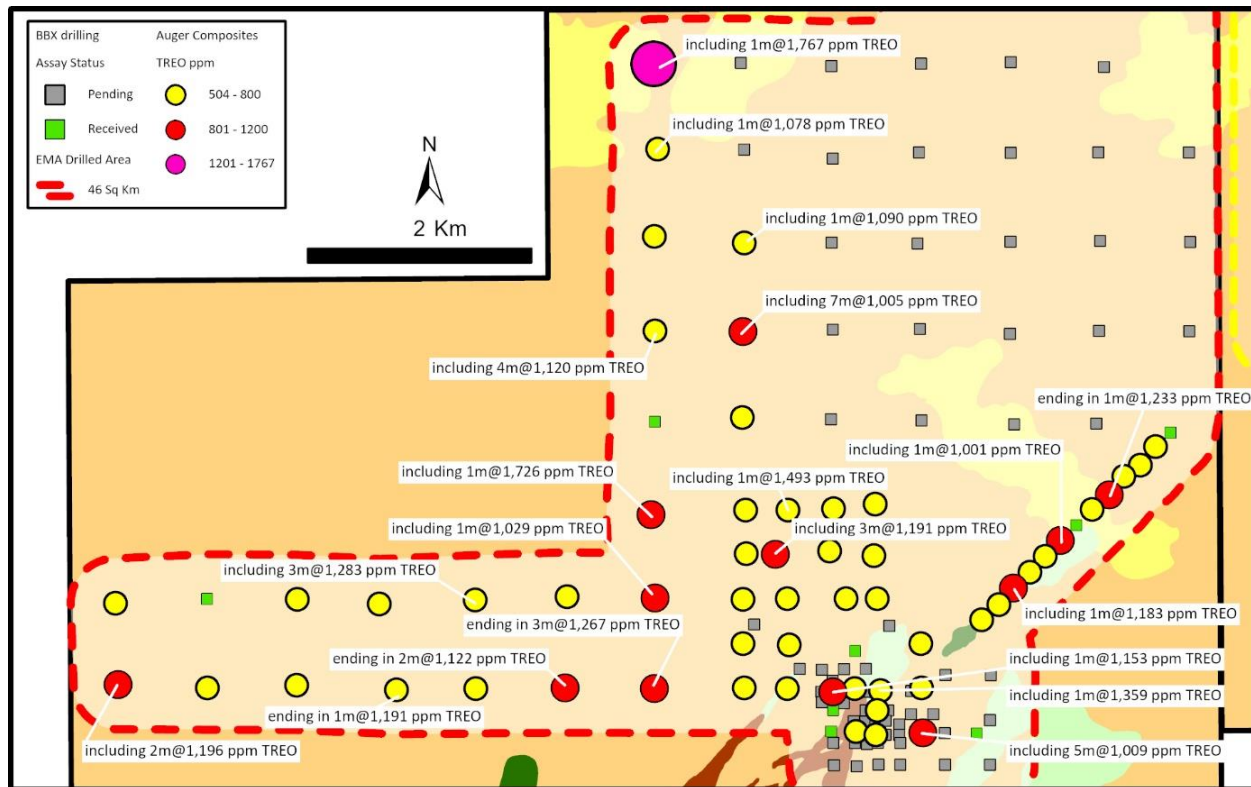 BBX drilling
Auger Composites
Assay Status
TREO ppm
Pending
504 - 800
Received
801 - 1200
EMA Drilled Area
1201 - 1767
46 Sq Km
N
2 Km
including 1m@1,767 ppm TREO
including 1m@1,078 ppm TREO
including 1m@1,090 ppm TREO
including 7m@1,005 ppm TREO
including 4m@1,120 ppm TREO
ending in 1m@1,233 ppm TREO
including 1m@1,001 ppm TREO
including 1m@1,726 ppm TREO
including 1m@1,493 ppm TREO
including 1m@1,029 ppm TREO
including 3m@1,191 ppm TREO
including 3m@1,283 ppm TREO
including 1m@1,183 ppm TREO
ending in 3m@1,267 ppm TREO
ending in 2m@1,122 ppm TREO
including 1m@1,153 ppm TREO
including 1m@1,359 ppm TREO
ending in 1m@1,191 ppm TREO
including 2m@1,196 ppm TREO
including 5m@1,009 ppm TREO